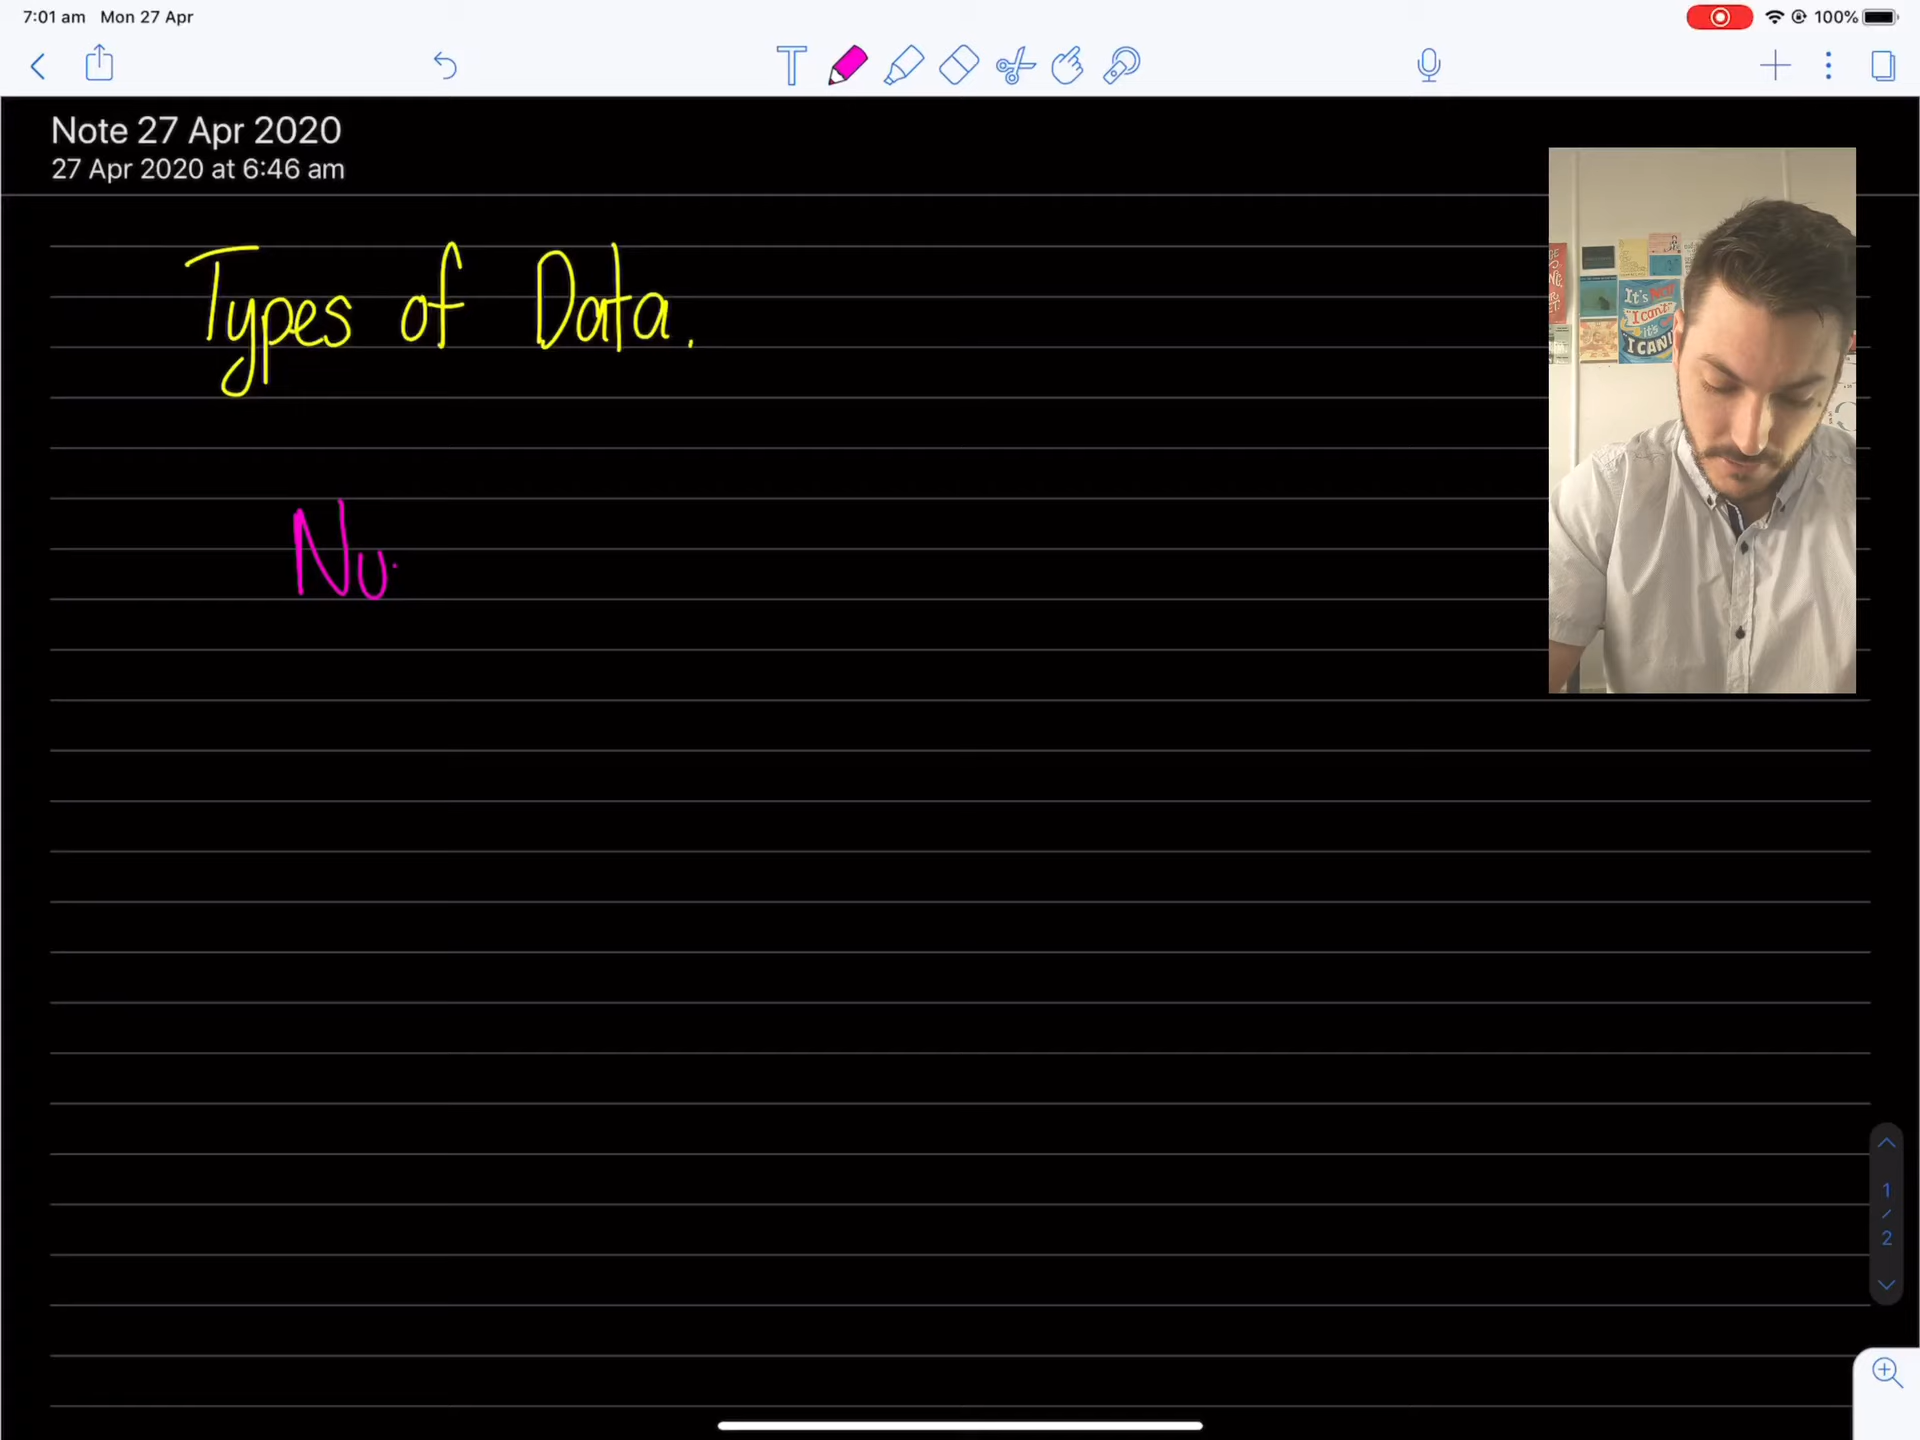 7:01 am Mon 27 Apr
100%
Note 27 Apr 2020
27 Apr 2020 at 6:46 am
Types of Data.
Nu
It's
I can't
it's
I CAN!
1
/
2